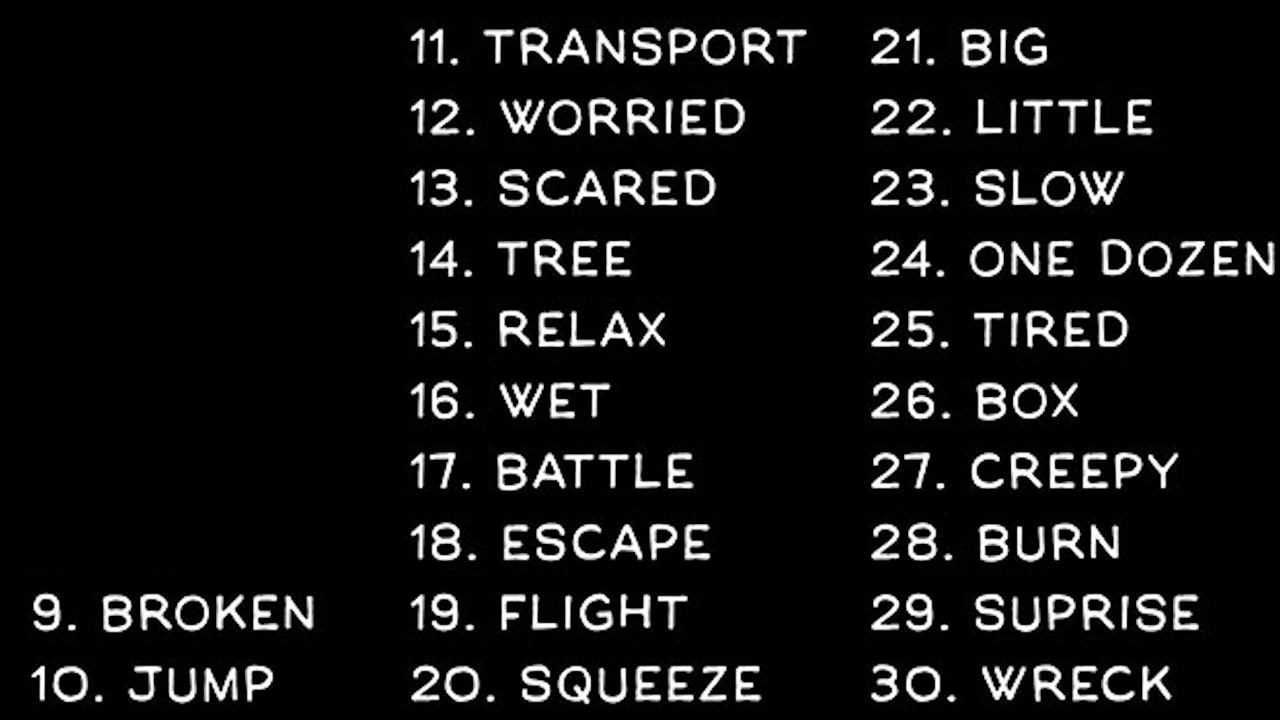 9. BROKEN
10. JUMP
11. TRANSPORT
12. WORRIED
13. SCARED
14. TREE
15. RELAX
16. WET
17. BATTLE
18. ESCAPE
19. FLIGHT
20. SQUEEZE
21. BIG
22. LITTLE
23. SLOW
24. ONE DOZEN
25. TIRED
26. BOX
27. CREEPY
28. BURN
29. SUPRISE
30. WRECK